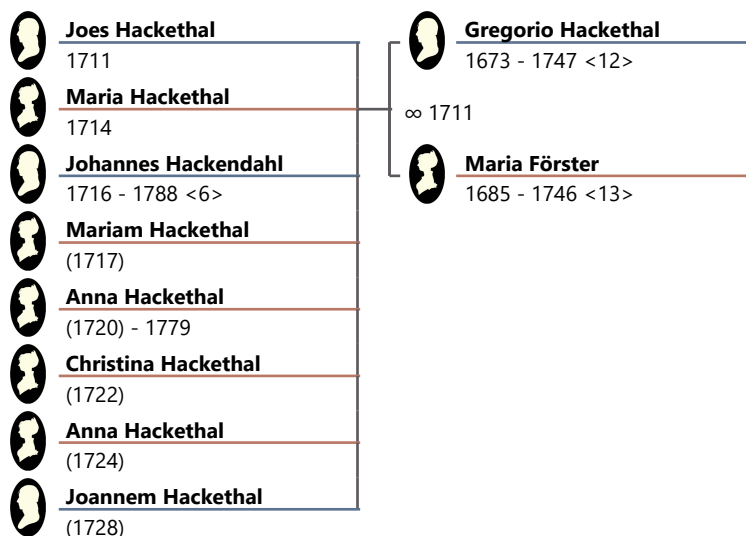 Joes Hackethal
1711
Maria Hackethal
1714
Johannes Hackendahl
1716 - 1788 <6>
Mariam Hackethal
(1717)
Anna Hackethal
(1720) - 1779
Christina Hackethal
(1722)
Anna Hackethal
(1724)
Joannem Hackethal
(1728)
Gregorio Hackethal
1673 - 1747 <12>
∞ 1711
Maria Förster
1685 - 1746 <13>